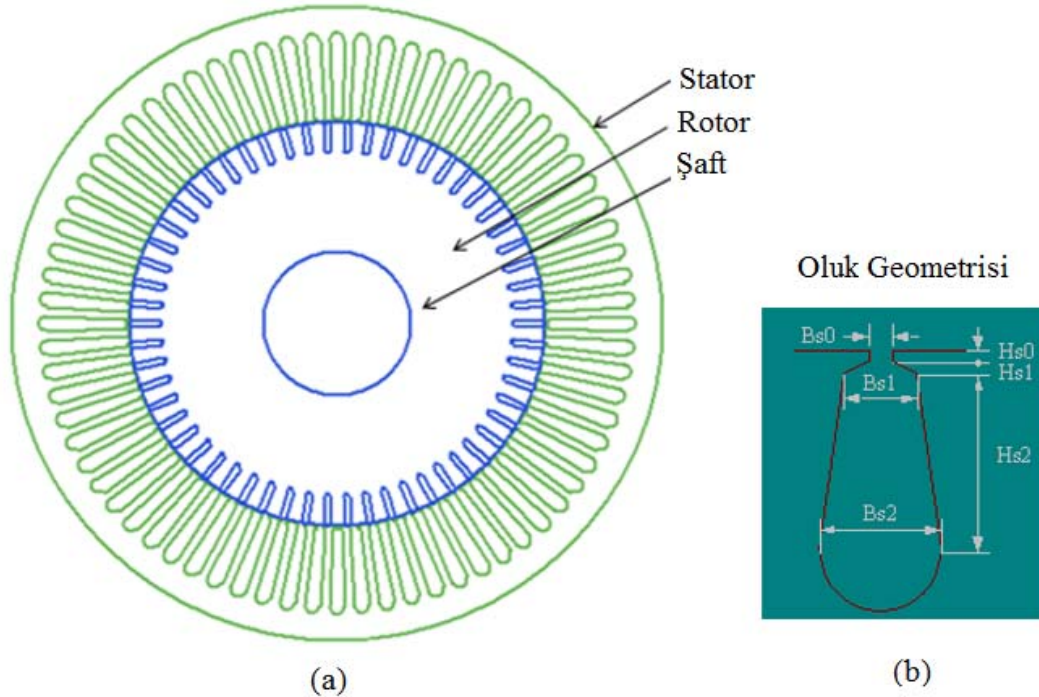 Stator
Rotor
Şaft
Oluk Geometrisi
Bs0
Hs0
Hs1
Bs1
Hs2
Bs2
(a)
(b)